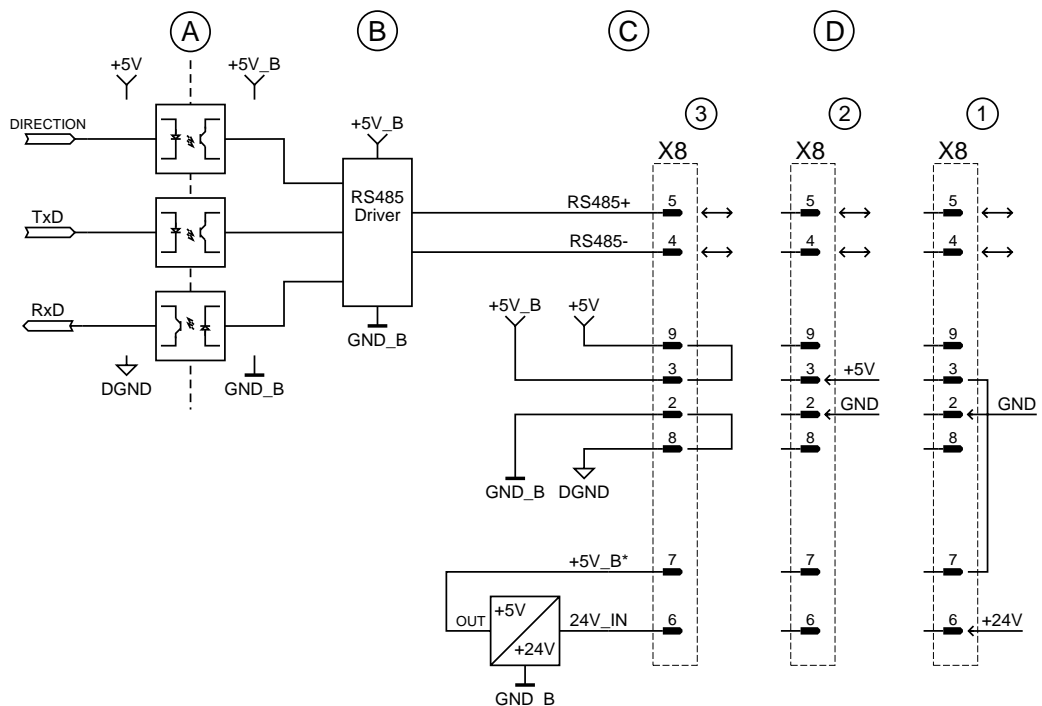 A
B
C
D
+5V
+5V_B
3
2
1
DIRECTION
+5V_B
X8
X8
X8
RS485
Driver
RS485+
5
5
5
TxD
RS485-
4
4
4
RxD
+5V_B
+5V
GND_B
9
9
9
3
3
+5V
3
DGND
GND_B
2
2
GND
2
GND
8
8
8
GND_B
DGND
+5V_B*
7
7
7
OUT
+5V
+24V
24V_IN
6
6
6
+24V
GND_B